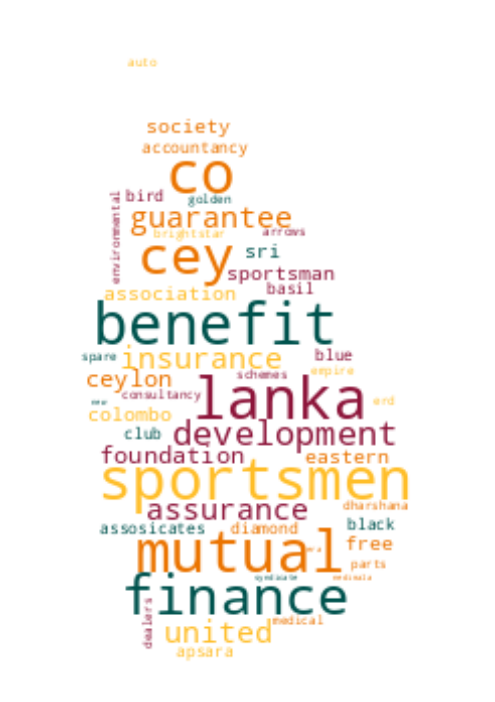 auto
society
accountancy
co
bird
golden
environmental
guarantee
brightstar
arrows
cey
sri
sportsman
basil
association
benefit
spare
insurance
blue
empire
ceylon
schemes
consultancy
lanka
erd
colombo
club
development
foundation
eastern
sportsmen
assurance
dharshana
assosicates
diamond
black
mutual
free
parts
syndicate
finance
dealers
medical
united
apsara